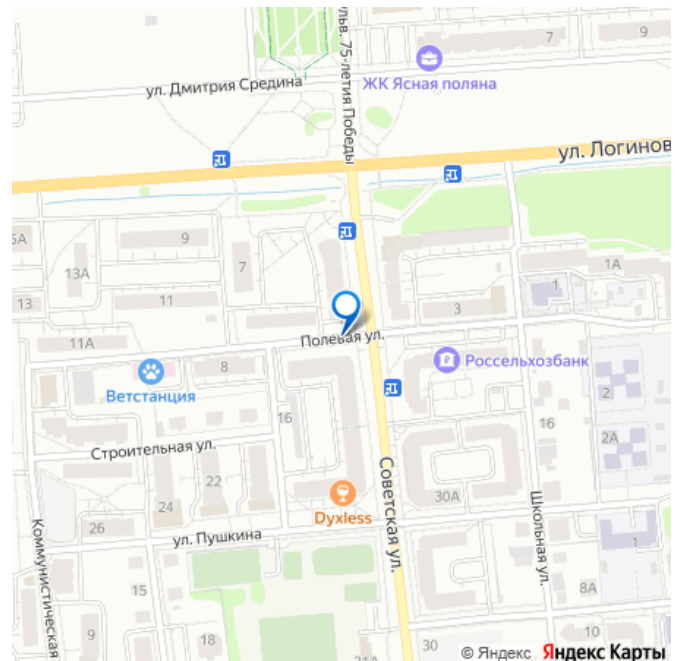 ульв. 75-летия Победы
7
9
ЖК Ясная поляна
ул. Дмитрия Средина
ул. Логинов
5А
9
13А
7
13
11
1А
1
3
11А
Полевая ул.
Россельхозбанк
8
Ветстанция
2
16
16
2А
Строительная ул.
22
24
30А
Dyxless
Советская ул.
26
ул. Пушкина
Школьная ул.
1
Коммунистическая
15
8А
9
18
30
10
© Яндекс Яндекс Карты